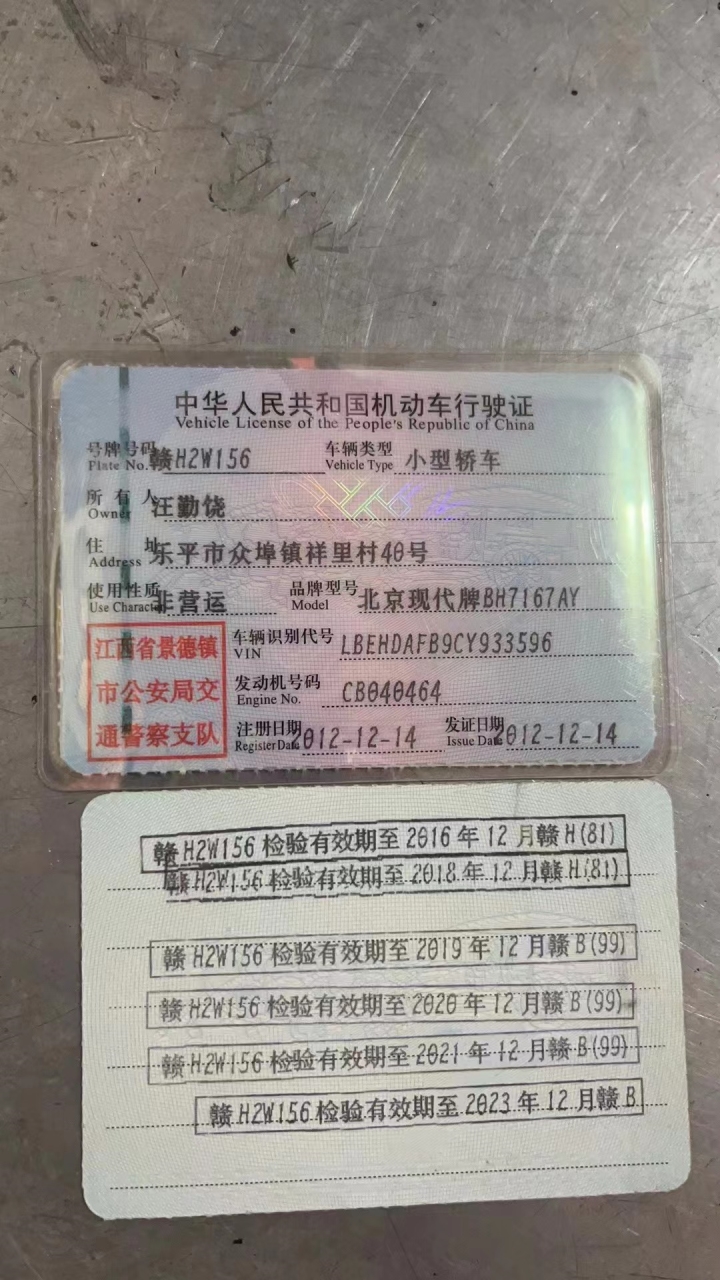 中华人民共和国机动车行驶证
Vehicle License of the People's Republic of China
号牌号码 赣H2W156 车辆类型 小型轿车
Plate No. Vehicle Type
所有人 汪勤饶
Owner
住址 乐平市众埠镇祥里村40号
Address
使用性质 非营运 品牌型号 北京现代牌BH7167AY
Use Character Model
江西省景德镇
市公安局交
通警察支队
车辆识别代号 LBEHDAFB9CY933596
VIN
发动机号码 CB040464
Engine No.
注册日期 2012-12-14 发证日期 2012-12-14
Register Date Issue Date
赣H2W156检验有效期至2016年12月赣H(81)
赣H2W156检验有效期至2018年12月赣H(81)
赣H2W156检验有效期至2019年12月赣B(99)
赣H2W156检验有效期至2020年12月赣B(99)
赣H2W156检验有效期至2021年12月赣B(99)
赣H2W156检验有效期至2023年12月赣B